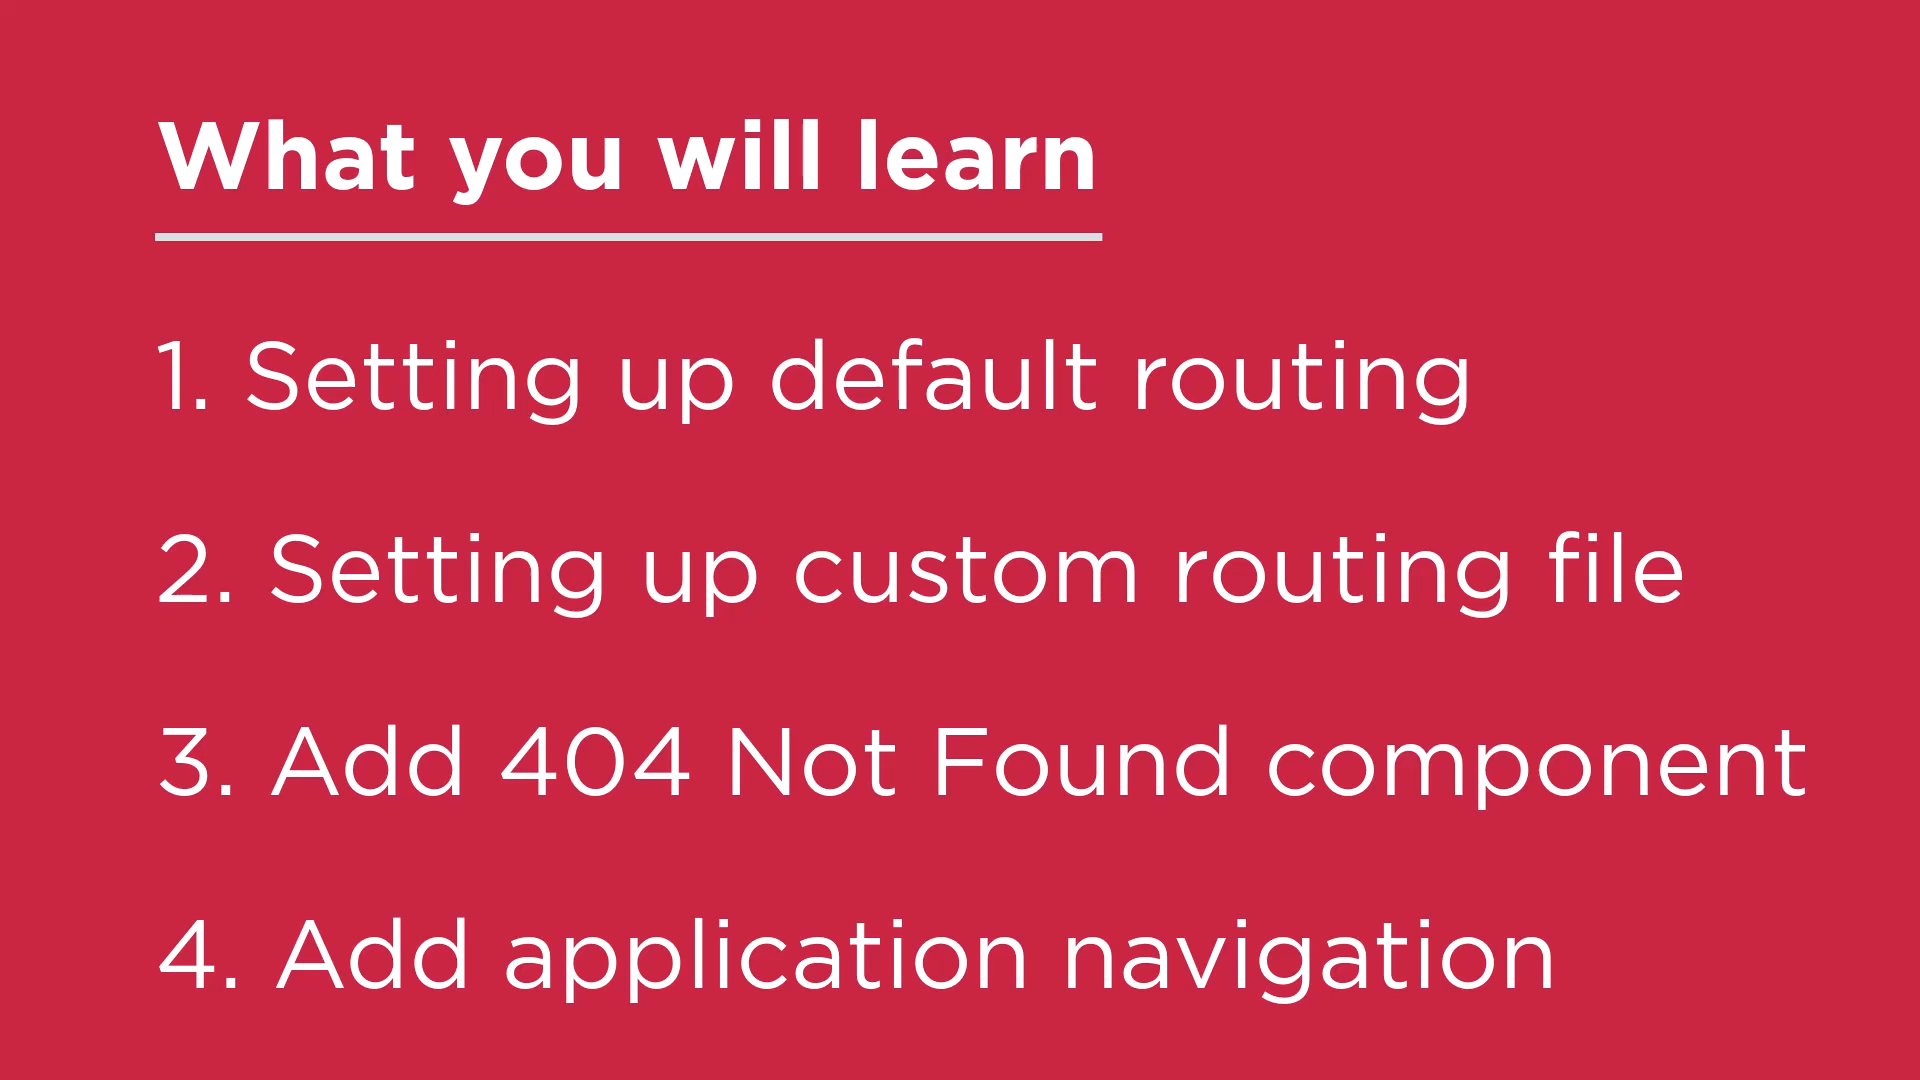 What you will learn
1. Setting up default routing
2. Setting up custom routing file
3. Add 404 Not Found component
4. Add application navigation